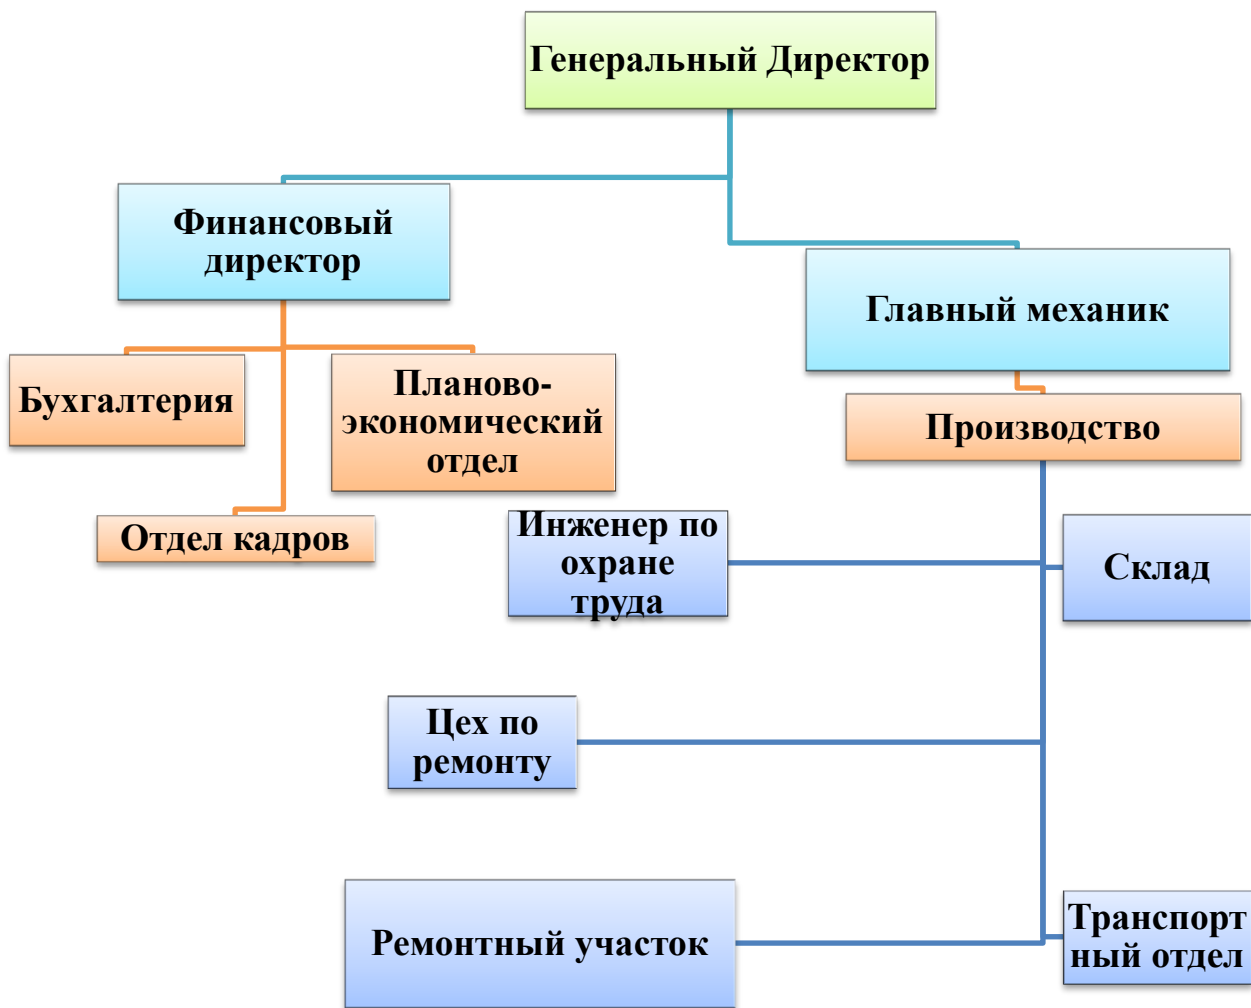 Генеральный Директор
Финансовый
директор
Главный механик
Бухгалтерия
Планово-
экономический
отдел
Производство
Отдел кадров
Инженер по
охране
труда
Склад
Цех по
ремонту
Ремонтный участок
Транспорт
ный отдел